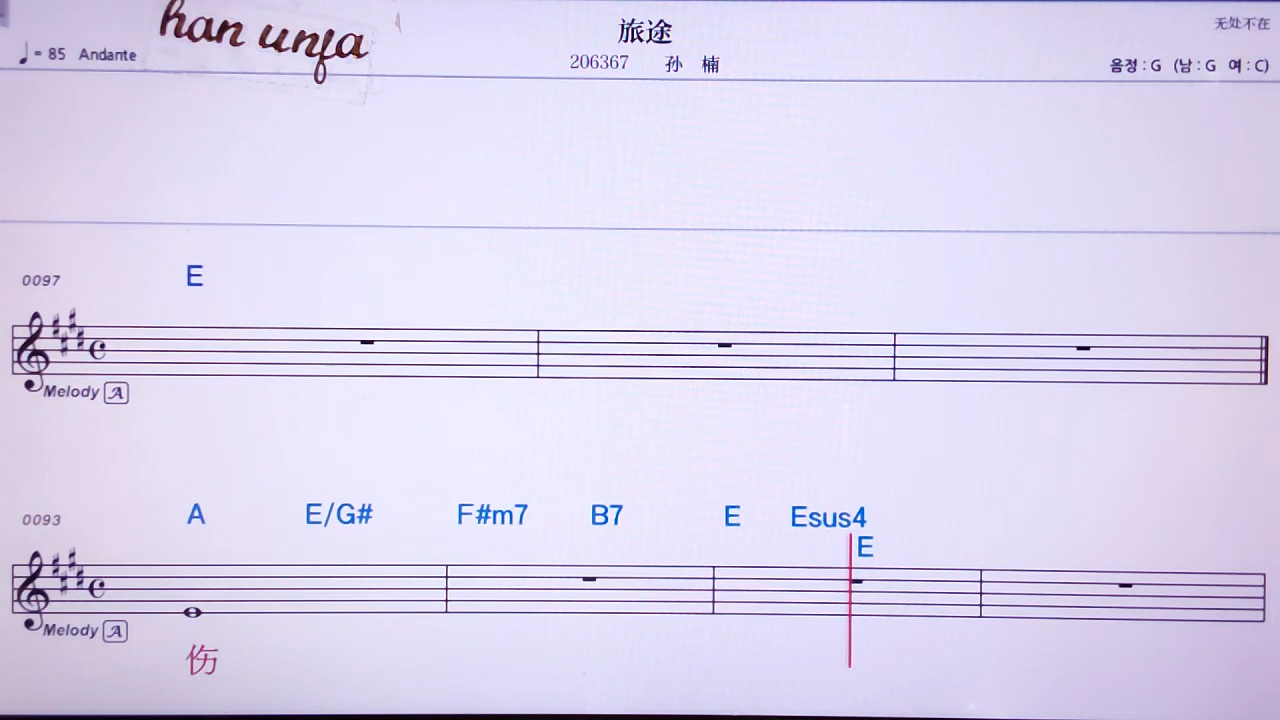 han unfa
旅途
无处不在
♩= 85 Andante
206367 孙 楠
음정 : G (남 : G 여 : C)
0097
E
Melody A
0093
A E/G# F#m7 B7 E Esus4
E
Melody A
伤